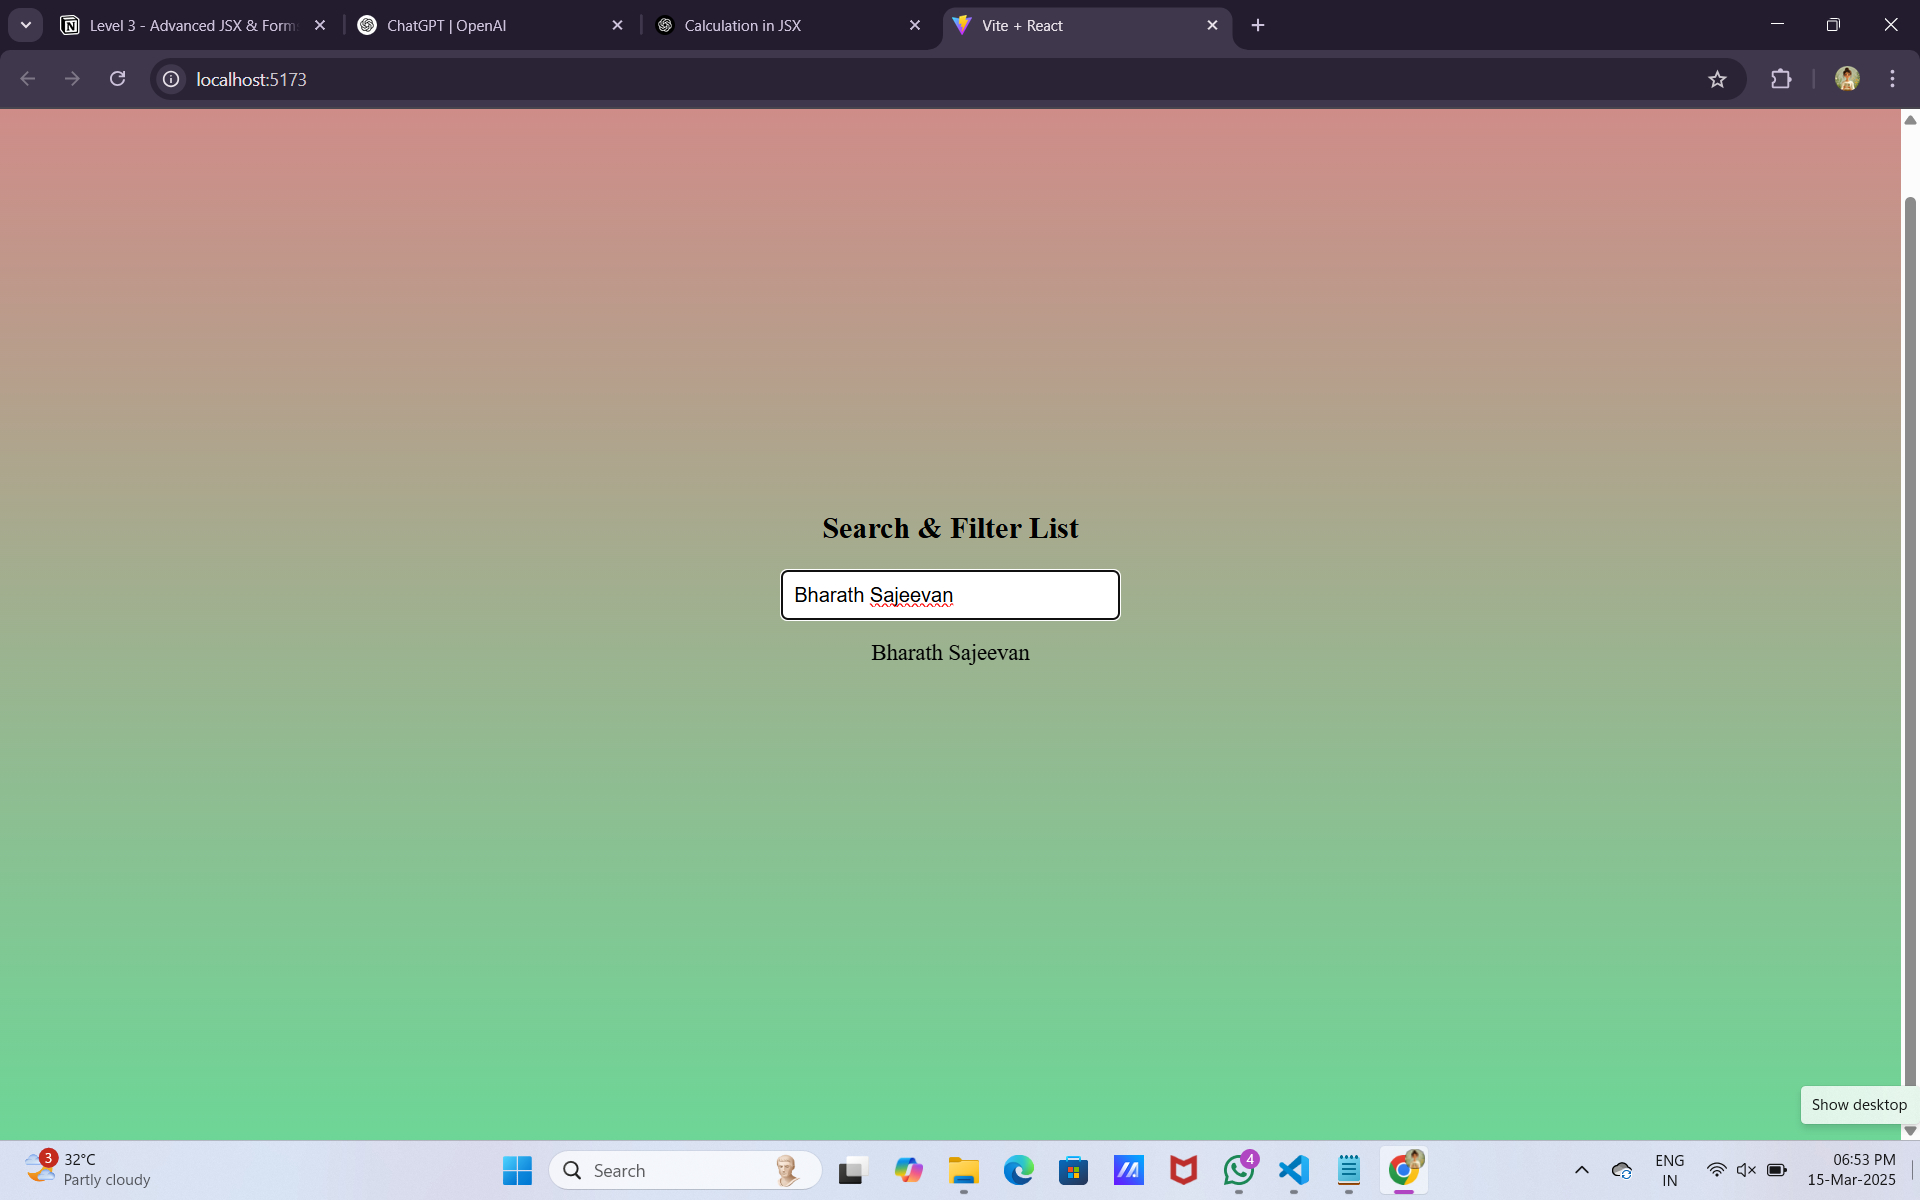 Level 3 - Advanced JSX & Form
ChatGPT | OpenAI
Calculation in JSX
Vite + React
localhost:5173
Search & Filter List
Bharath Sajeevan
Bharath Sajeevan
Show desktop
3
32°C
Partly cloudy
Search
4
ENG
IN
06:53 PM
15-Mar-2025